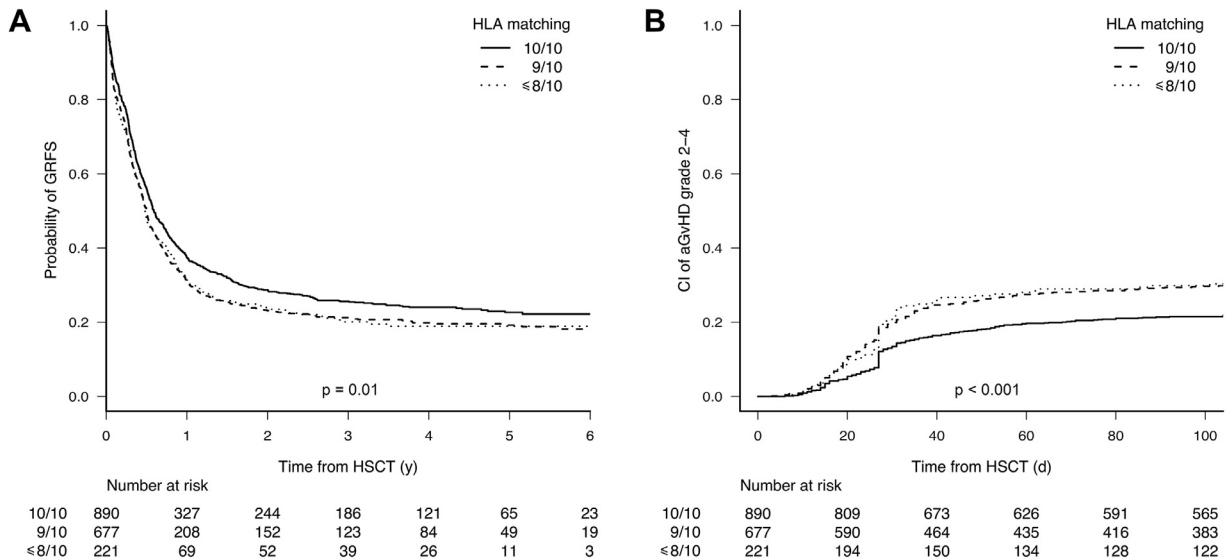 A
HLA matching
10/10
9/10
⩽8/10
Probability of GRFS
1.0
0.8
0.6
0.4
0.2
0.0
p = 0.01
0 1 2 3 4 5 6
Time from HSCT (y)
Number at risk
10/10 890 327 244 186 121 65 23
9/10 677 208 152 123 84 49 19
⩽8/10 221 69 52 39 26 11 3
B
HLA matching
10/10
9/10
⩽8/10
CI of aGvHD grade 2–4
1.0
0.8
0.6
0.4
0.2
0.0
p < 0.001
0 20 40 60 80 100
Time from HSCT (d)
Number at risk
10/10 890 809 673 626 591 565
9/10 677 590 464 435 416 383
⩽8/10 221 194 150 134 128 122